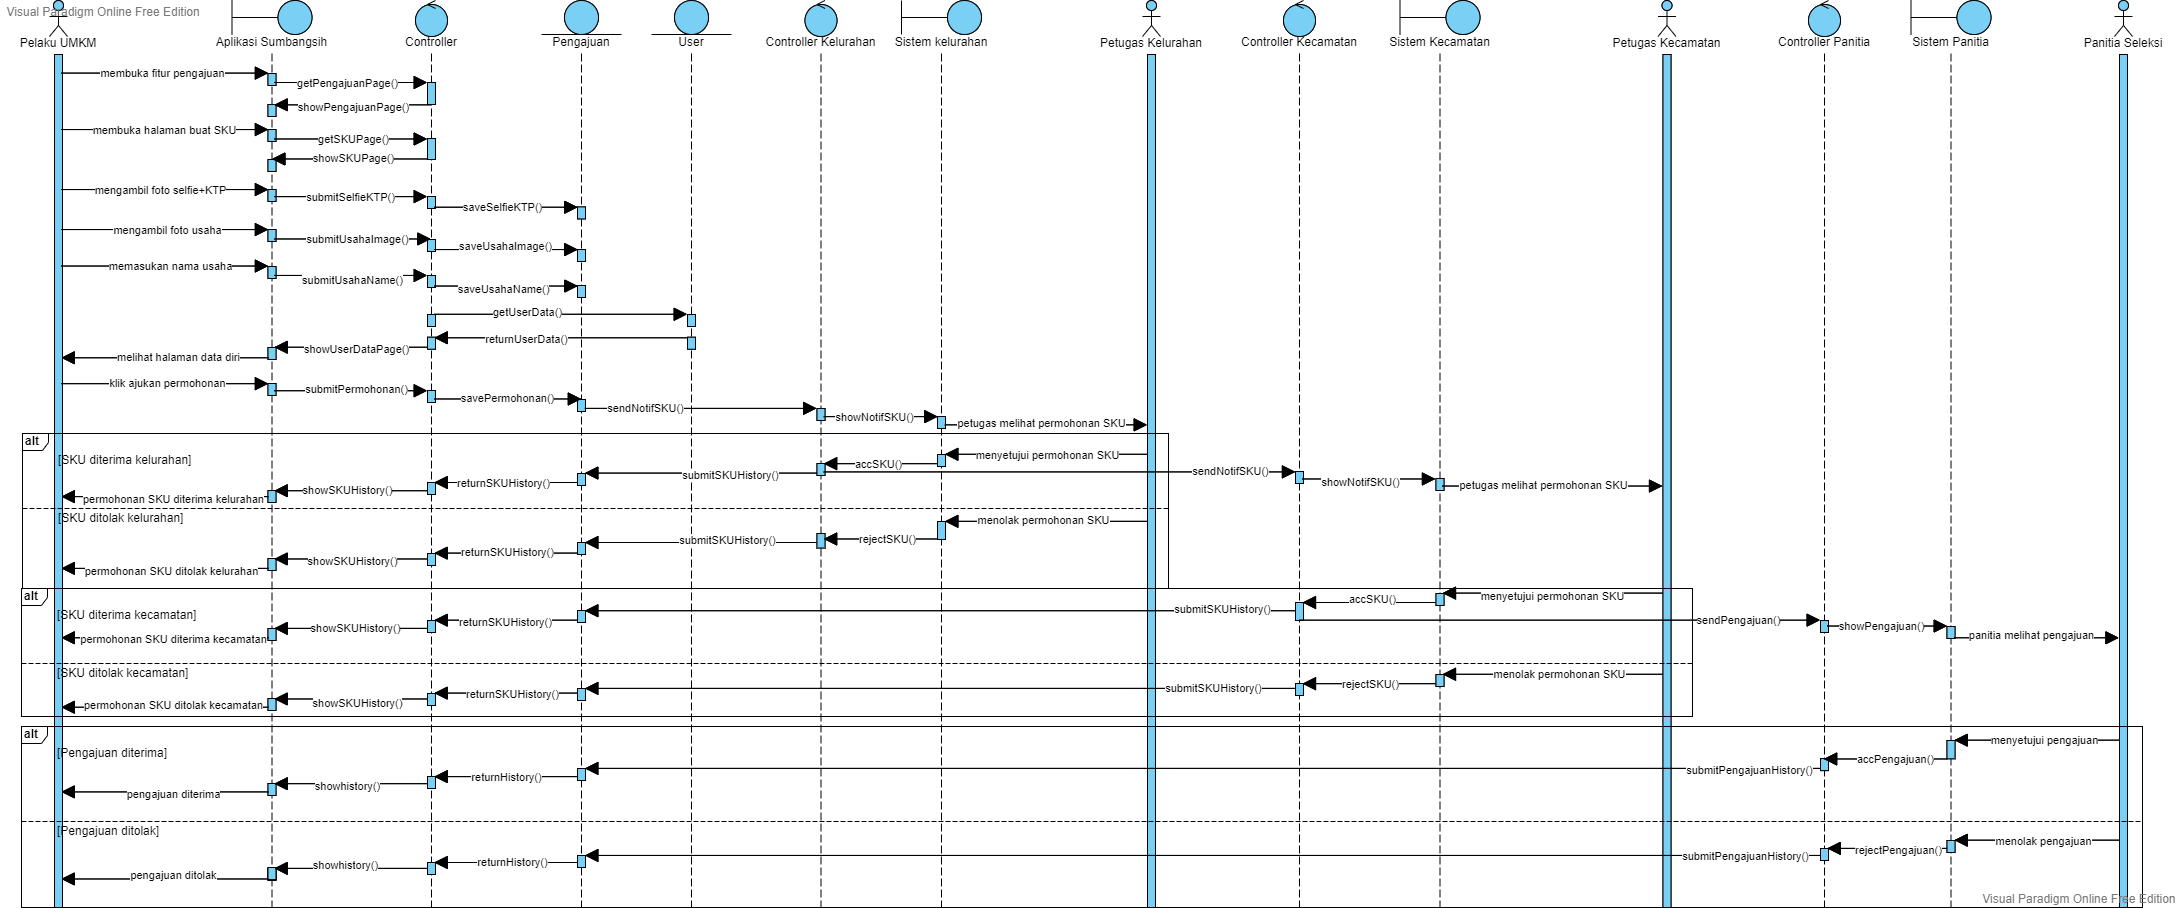 Visual Paradigm Online Free Edition
Pelaku UMKM
Aplikasi Sumbangsih
Controller
Pengajuan
User
Controller Kelurahan
Sistem kelurahan
Petugas Kelurahan
Controller Kecamatan
Sistem Kecamatan
Petugas Kecamatan
Controller Panitia
Sistem Panitia
Panitia Seleksi
membuka fitur pengajuan
getPengajuanPage()
showPengajuanPage()
membuka halaman buat SKU
getSKUPage()
showSKUPage()
mengambil foto selfie+KTP
submitSelfieKTP()
saveSelfieKTP()
mengambil foto usaha
submitUsahaImage()
saveUsahaImage()
memasukan nama usaha
submitUsahaName()
saveUsahaName()
getUserData()
returnUserData()
showUserDataPage()
melihat halaman data diri
klik ajukan permohonan
submitPermohonan()
savePermohonan()
sendNotifSKU()
showNotifSKU()
petugas melihat permohonan SKU
alt
[SKU diterima kelurahan]
menyetujui permohonan SKU
accSKU()
submitSKUHistory()
sendNotifSKU()
showNotifSKU()
petugas melihat permohonan SKU
returnSKUHistory()
showSKUHistory()
permohonan SKU diterima kelurahan
[SKU ditolak kelurahan]
menolak permohonan SKU
rejectSKU()
submitSKUHistory()
returnSKUHistory()
showSKUHistory()
permohonan SKU ditolak kelurahan
alt
[SKU diterima kecamatan]
menyetujui permohonan SKU
accSKU()
submitSKUHistory()
sendPengajuan()
showPengajuan()
panitia melihat pengajuan
returnSKUHistory()
showSKUHistory()
permohonan SKU diterima kecamatan
[SKU ditolak kecamatan]
menolak permohonan SKU
rejectSKU()
submitSKUHistory()
returnSKUHistory()
showSKUHistory()
permohonan SKU ditolak kecamatan
alt
[Pengajuan diterima]
menyetujui pengajuan
accPengajuan()
submitPengajuanHistory()
returnHistory()
showhistory()
pengajuan diterima
[Pengajuan ditolak]
menolak pengajuan
rejectPengajuan()
submitPengajuanHistory()
returnHistory()
showhistory()
pengajuan ditolak
Visual Paradigm Online Free Edition